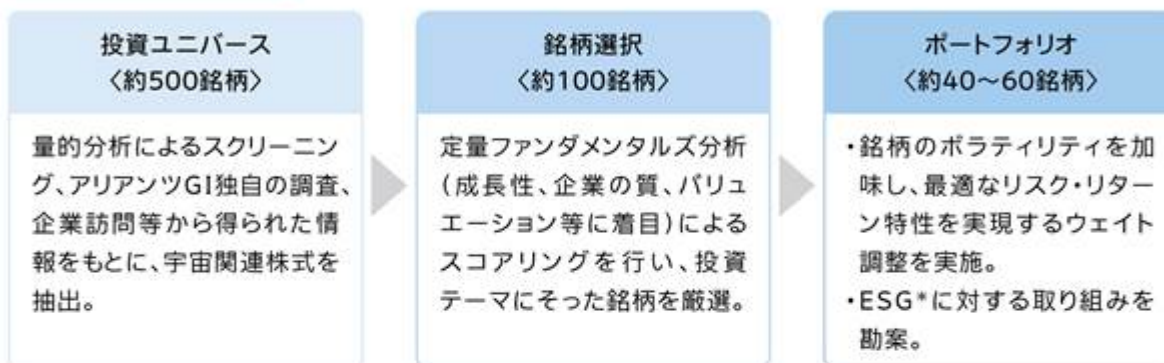 投資ユニバース
〈約500銘柄〉
量的分析によるスクリーニン
グ、アリアンツGI独自の調査、
企業訪問等から得られた情
報をもとに、宇宙関連株式を
抽出。
銘柄選択
〈約100銘柄〉
定量ファンダメンタルズ分析
(成長性、企業の質、バリュ
エーション等に着目)による
スコアリングを行い、投資
テーマにそった銘柄を厳選。
ポートフォリオ
〈約40～60銘柄〉
・銘柄のボラティリティを加
味し、最適なリスク・リター
ン特性を実現するウェイト
調整を実施。
・ESG*に対する取り組みを
勘案。